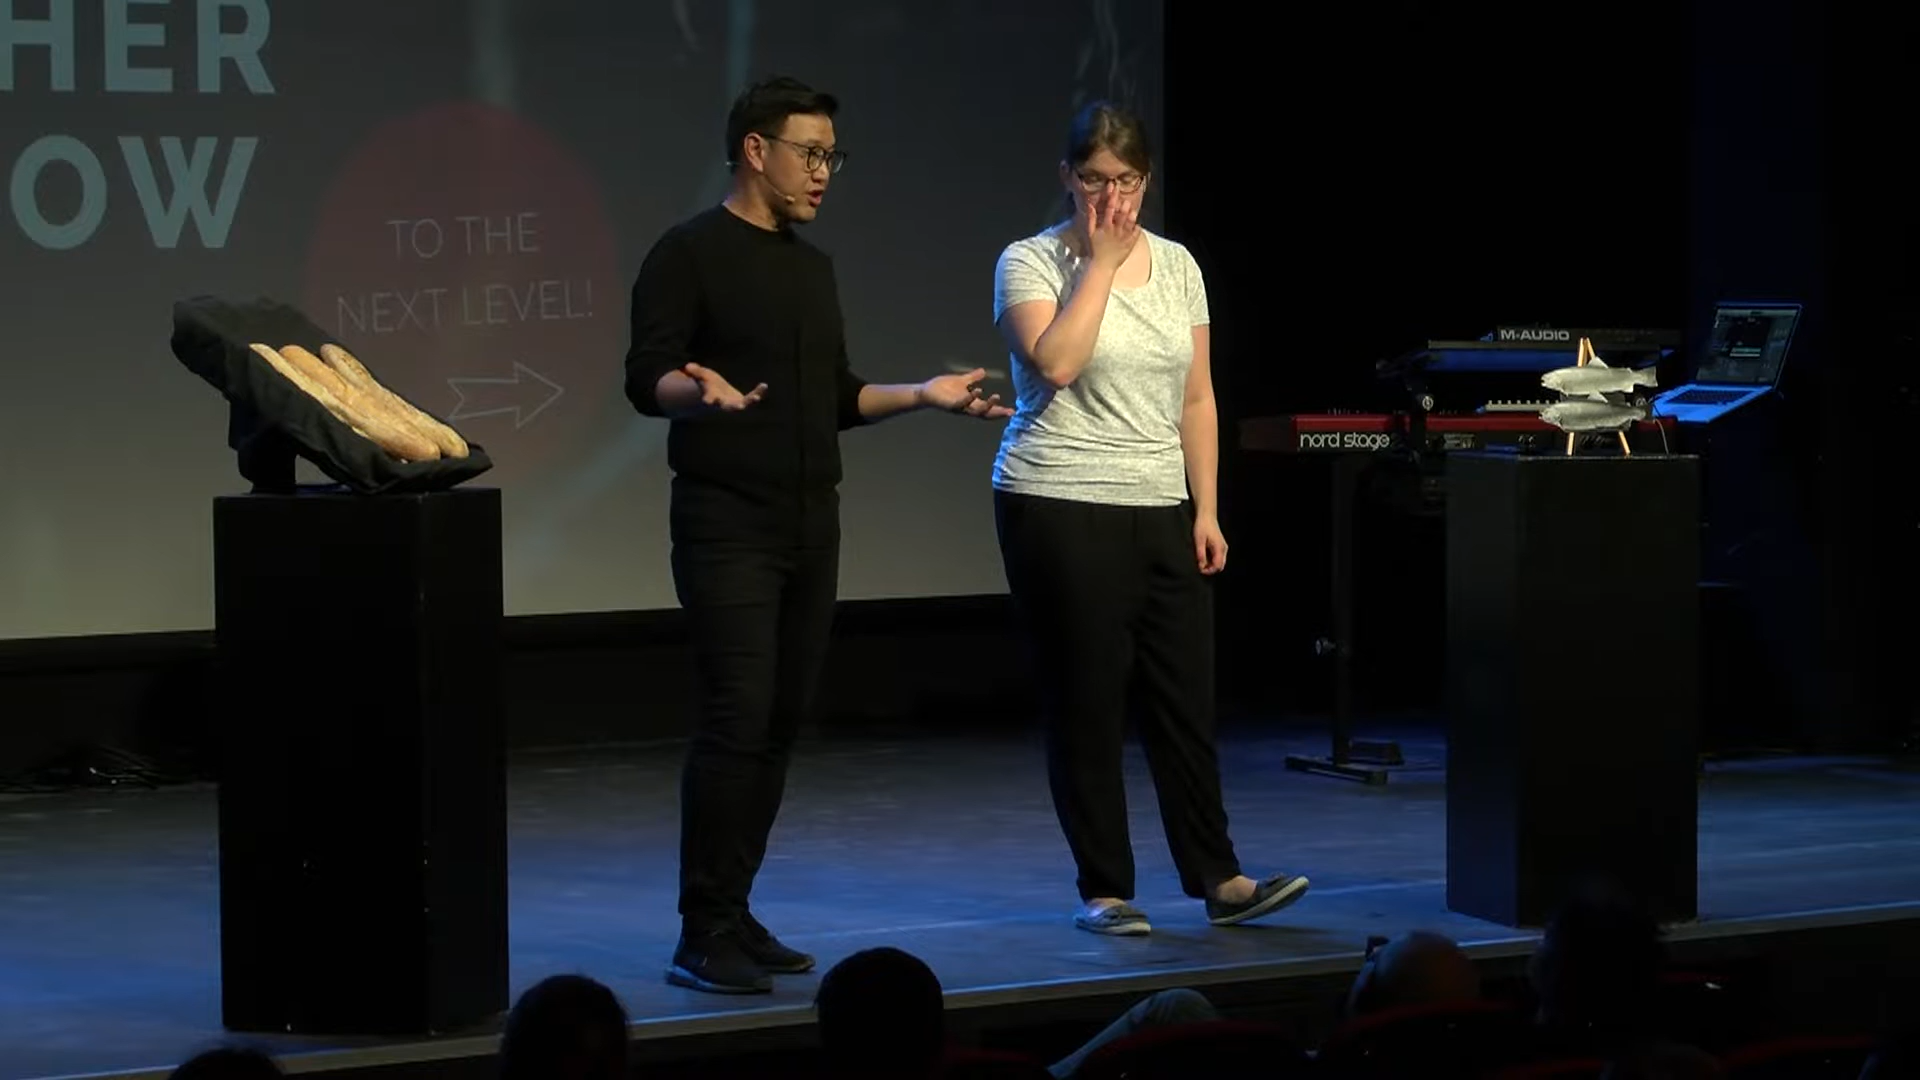 HER
OW
TO THE
NEXT LEVEL!
M-AUDIO
nord stage